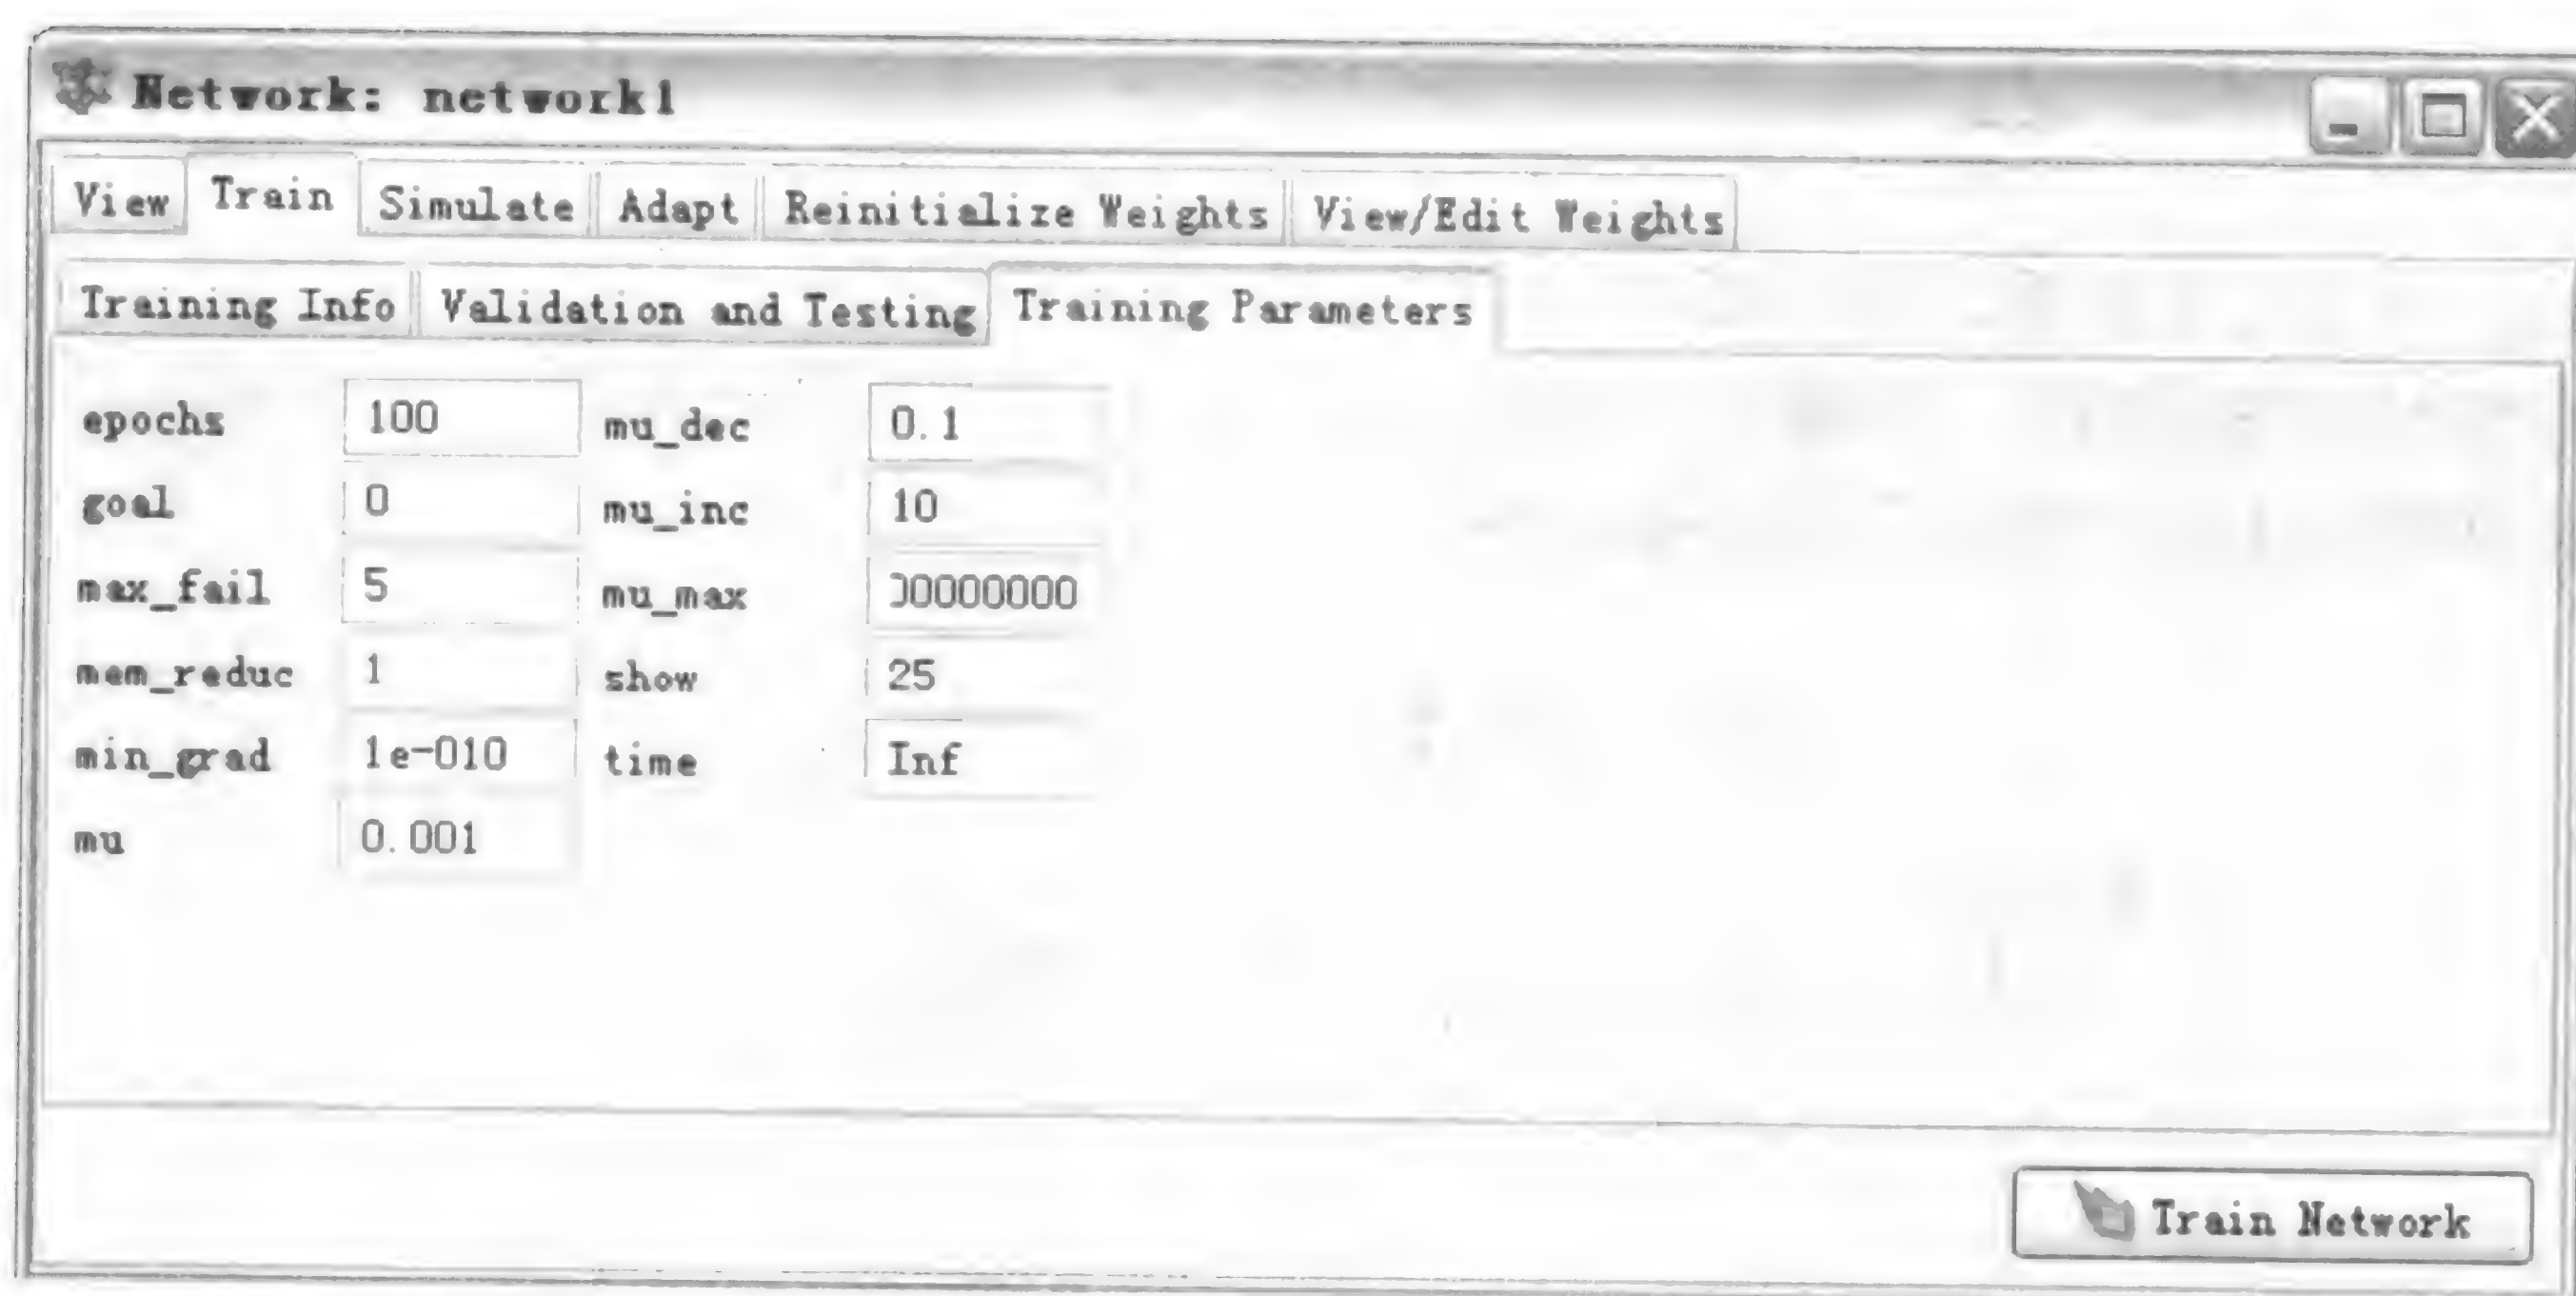 Network: network1
View Train Simulate Adapt Reinitialize Weights View/Edit Weights
Training Info Validation and Testing Training Parameters
epochs 100 mu_dec 0.1
goal 0 mu_inc 10
max_fail 5 mu_max 00000000
mem_reduc 1 show 25
min_grad 1e-010 time Inf
mu 0.001
Train Network